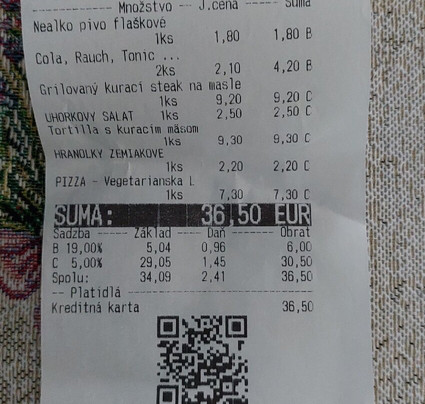 --- Množstvo -- J.cena -- Suma
Nealko pivo fľaškové
1ks 1,80 1,80 B
Cola, Rauch, Tonic ...
2ks 2,10 4,20 B
Grilovaný kurací steak na masle
1ks 9,20 9,20 C
UHORKOVY SALAT 1ks 2,50 2,50 C
Tortilla s kuracím mäsom
1ks 9,30 9,30 C
HRANOLKY ZEMIAKOVE
1ks 2,20 2,20 C
PIZZA - Vegetarianska L
1ks 7,30 7,30 C
SUMA: 36,50 EUR
Sadzba -- Základ -- Daň -- Obrat
B 19,00% 5,04 0,96 6,00
C 5,00% 29,05 1,45 30,50
Spolu: 34,09 2,41 36,50
-- Platidlá --
Kreditná karta 36,50